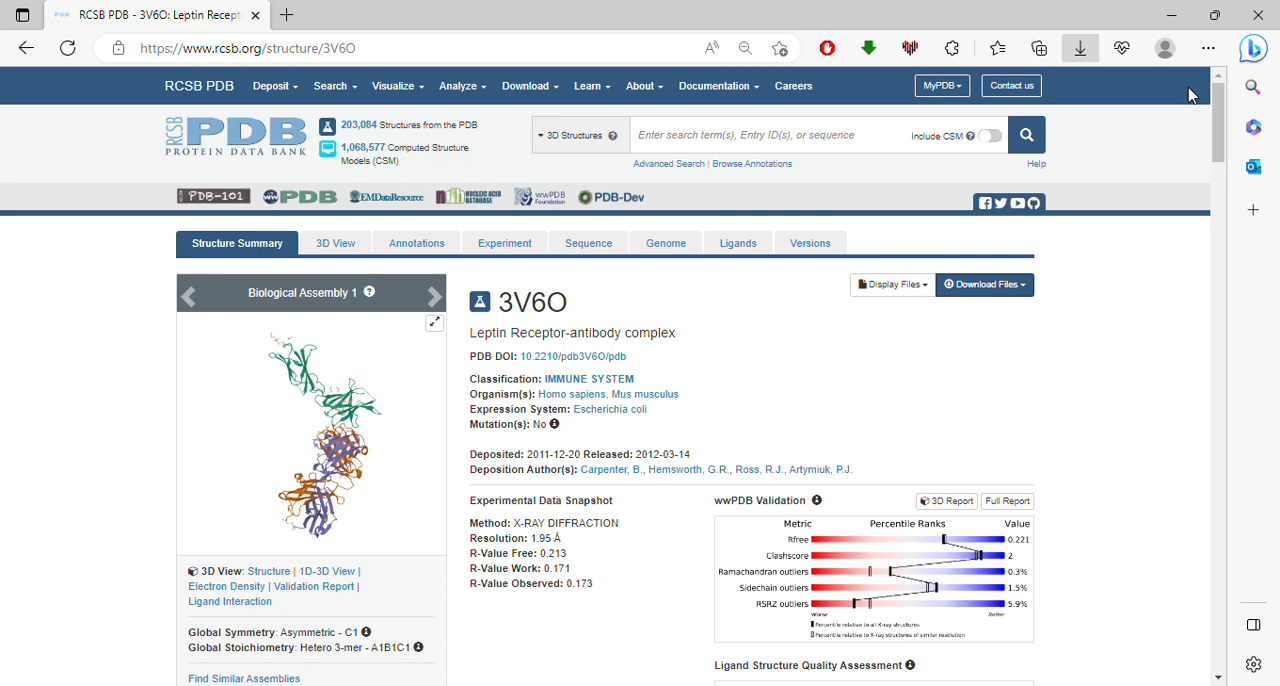 RCSB PDB - 3V6O: Leptin Recept
https://www.rcsb.org/structure/3V6O
RCSB PDB Deposit Search Visualize Analyze Download Learn About Documentation Careers MyPDB Contact us
RCSB PDB
PROTEIN DATA BANK
203,084 Structures from the PDB
1,068,577 Computed Structure
Models (CSM)
3D Structures Enter search term(s), Entry ID(s), or sequence Include CSM
Advanced Search | Browse Annotations Help
PDB-101 PDB EMDataResource NUCLEIC ACID DATABASE wwPDB Foundation PDB-Dev
Structure Summary 3D View Annotations Experiment Sequence Genome Ligands Versions
Biological Assembly 1
Display Files Download Files
3V6O
Leptin Receptor-antibody complex
PDB DOI: 10.2210/pdb3V6O/pdb
Classification: IMMUNE SYSTEM
Organism(s): Homo sapiens, Mus musculus
Expression System: Escherichia coli
Mutation(s): No
Deposited: 2011-12-20 Released: 2012-03-14
Deposition Author(s): Carpenter, B., Hemsworth, G.R., Ross, R.J., Artymiuk, P.J.
3D View: Structure | 1D-3D View |
Electron Density | Validation Report |
Ligand Interaction
Global Symmetry: Asymmetric - C1
Global Stoichiometry: Hetero 3-mer - A1B1C1
Find Similar Assemblies
Experimental Data Snapshot
Method: X-RAY DIFFRACTION
Resolution: 1.95 Å
R-Value Free: 0.213
R-Value Work: 0.171
R-Value Observed: 0.173
wwPDB Validation 3D Report Full Report
Metric Percentile Ranks Value
Rfree 0.221
Clashscore 2
Ramachandran outliers 0.3%
Sidechain outliers 1.5%
RSRZ outliers 5.9%
Worse Better
Percentile relative to all X-ray structures
Percentile relative to X-ray structures of similar resolution
Ligand Structure Quality Assessment